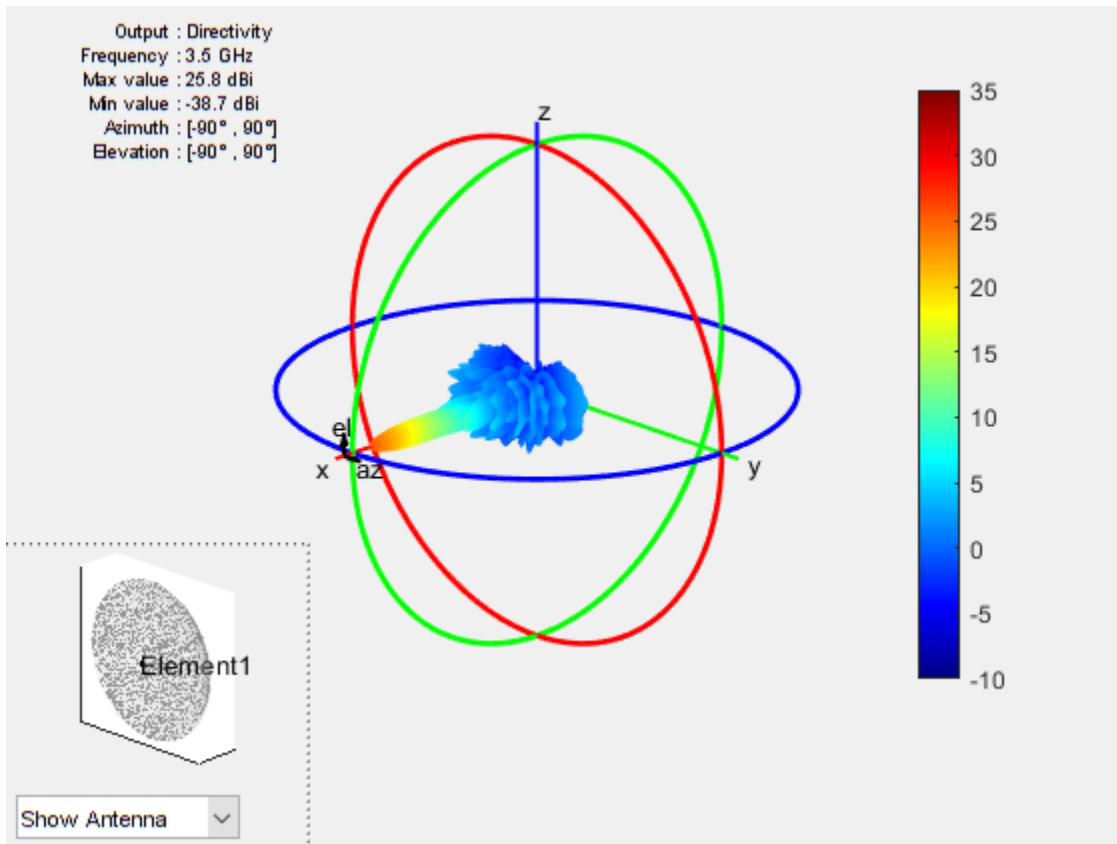 Output : Directivity
Frequency : 3.5 GHz
Max value : 25.8 dBi
Min value : -38.7 dBi
Azimuth : [-90° , 90°]
Elevation : [-90° , 90°]
z
35
30
25
20
15
10
5
0
-5
-10
el
x
az
y
Element1
Show Antenna